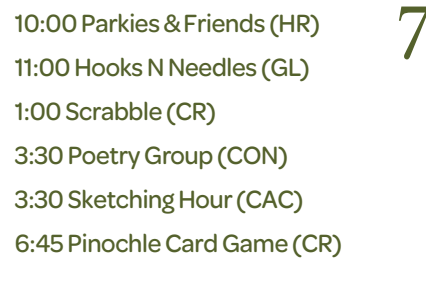 7
10:00 Parkies & Friends (HR)
11:00 Hooks N Needles (GL)
1:00 Scrabble (CR)
3:30 Poetry Group (CON)
3:30 Sketching Hour (CAC)
6:45 Pinochle Card Game (CR)